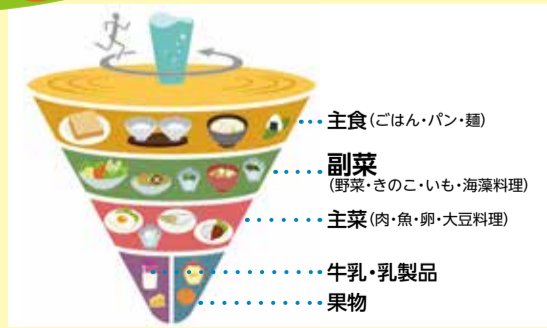 主食(ごはん・パン・麺)
副菜
(野菜・きのこ・いも・海藻料理)
主菜(肉・魚・卵・大豆料理)
牛乳・乳製品
果物